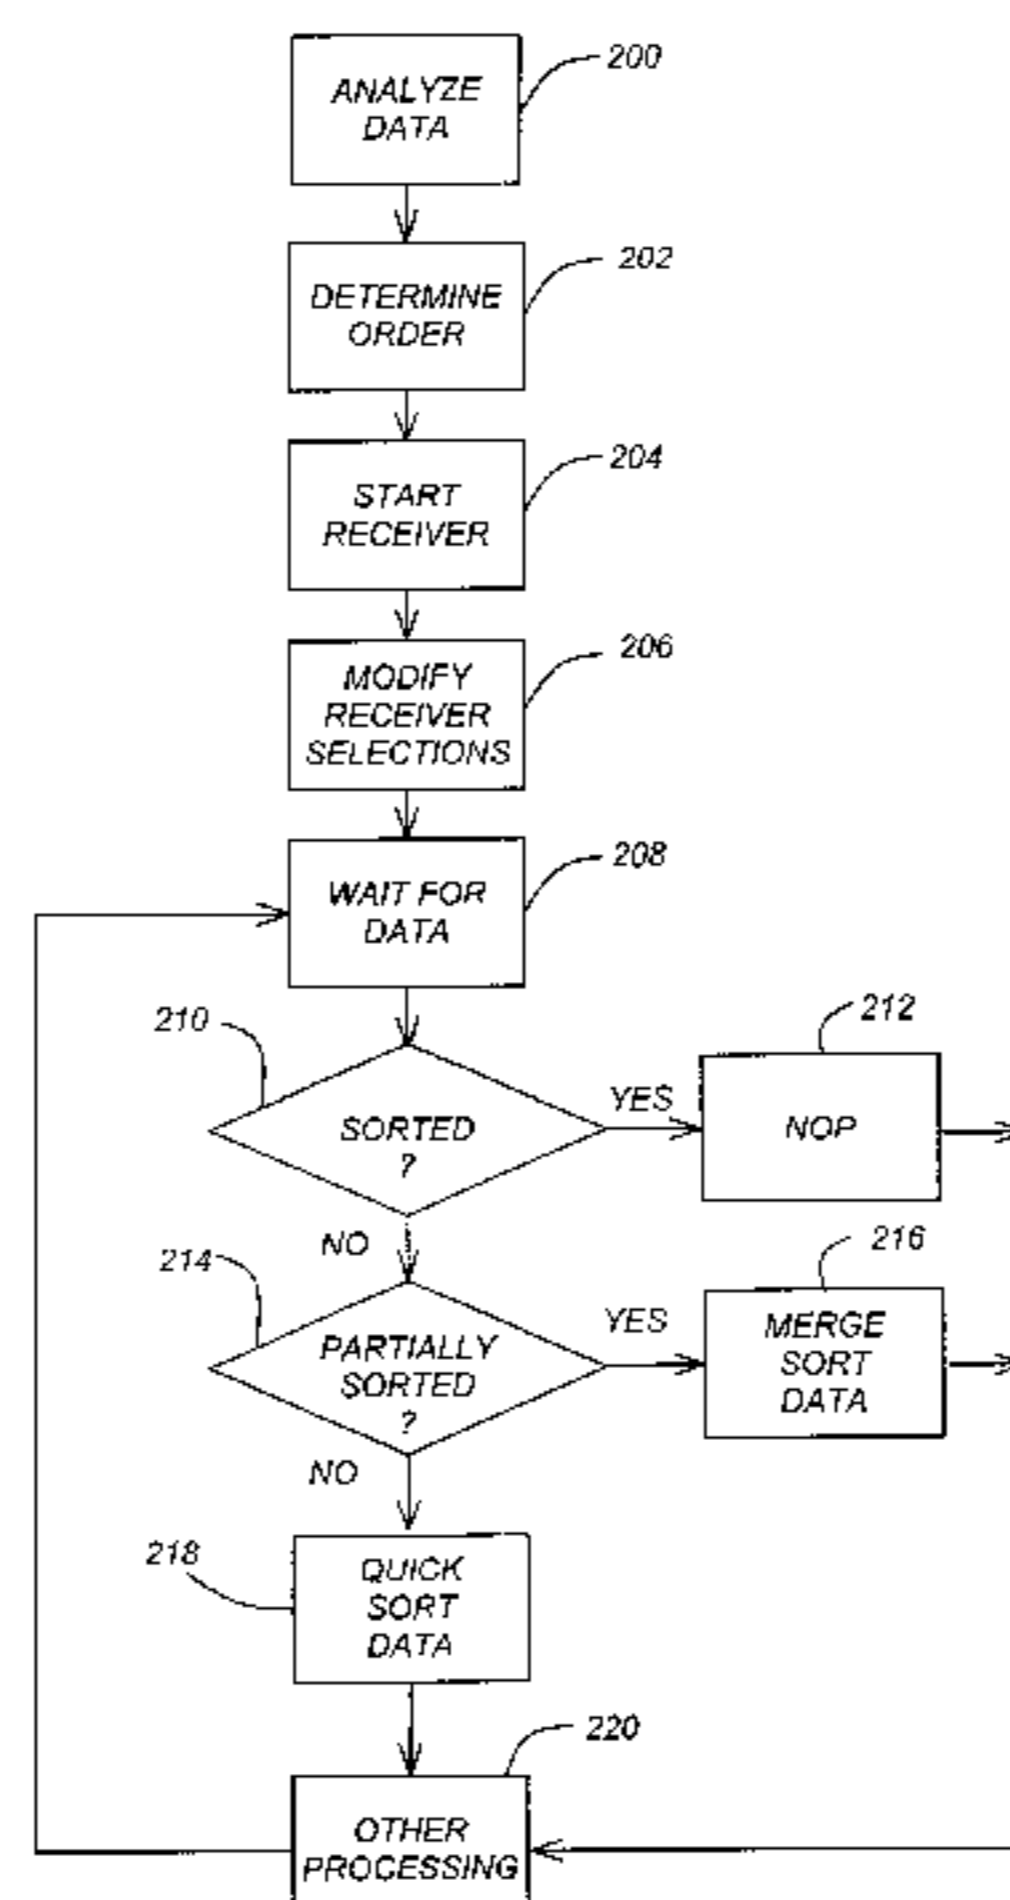 ANALYZE
DATA
200
DETERMINE
ORDER
202
START
RECEIVER
204
MODIFY
RECEIVER
SELECTIONS
206
WAIT FOR
DATA
208
210
SORTED
?
YES
NOP
212
NO
214
PARTIALLY
SORTED
?
YES
MERGE
SORT
DATA
216
NO
218
QUICK
SORT
DATA
220
OTHER
PROCESSING